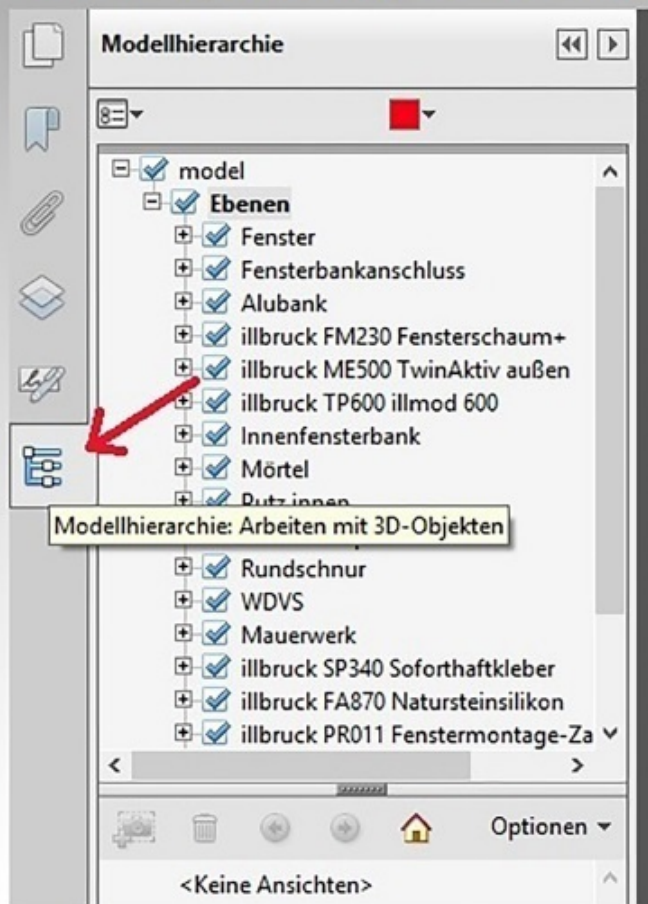 Modellhierarchie
model
Ebenen
Fenster
Fensterbankanschluss
Alubank
illbruck FM230 Fensterschaum+
illbruck ME500 TwinAktiv außen
illbruck TP600 illmod 600
Innenfensterbank
Mörtel
Putz innen
Modellhierarchie: Arbeiten mit 3D-Objekten
Rundschnur
WDVS
Mauerwerk
illbruck SP340 Soforthaftkleber
illbruck FA870 Natursteinsilikon
illbruck PR011 Fenstermontage-Za
Optionen
<Keine Ansichten>